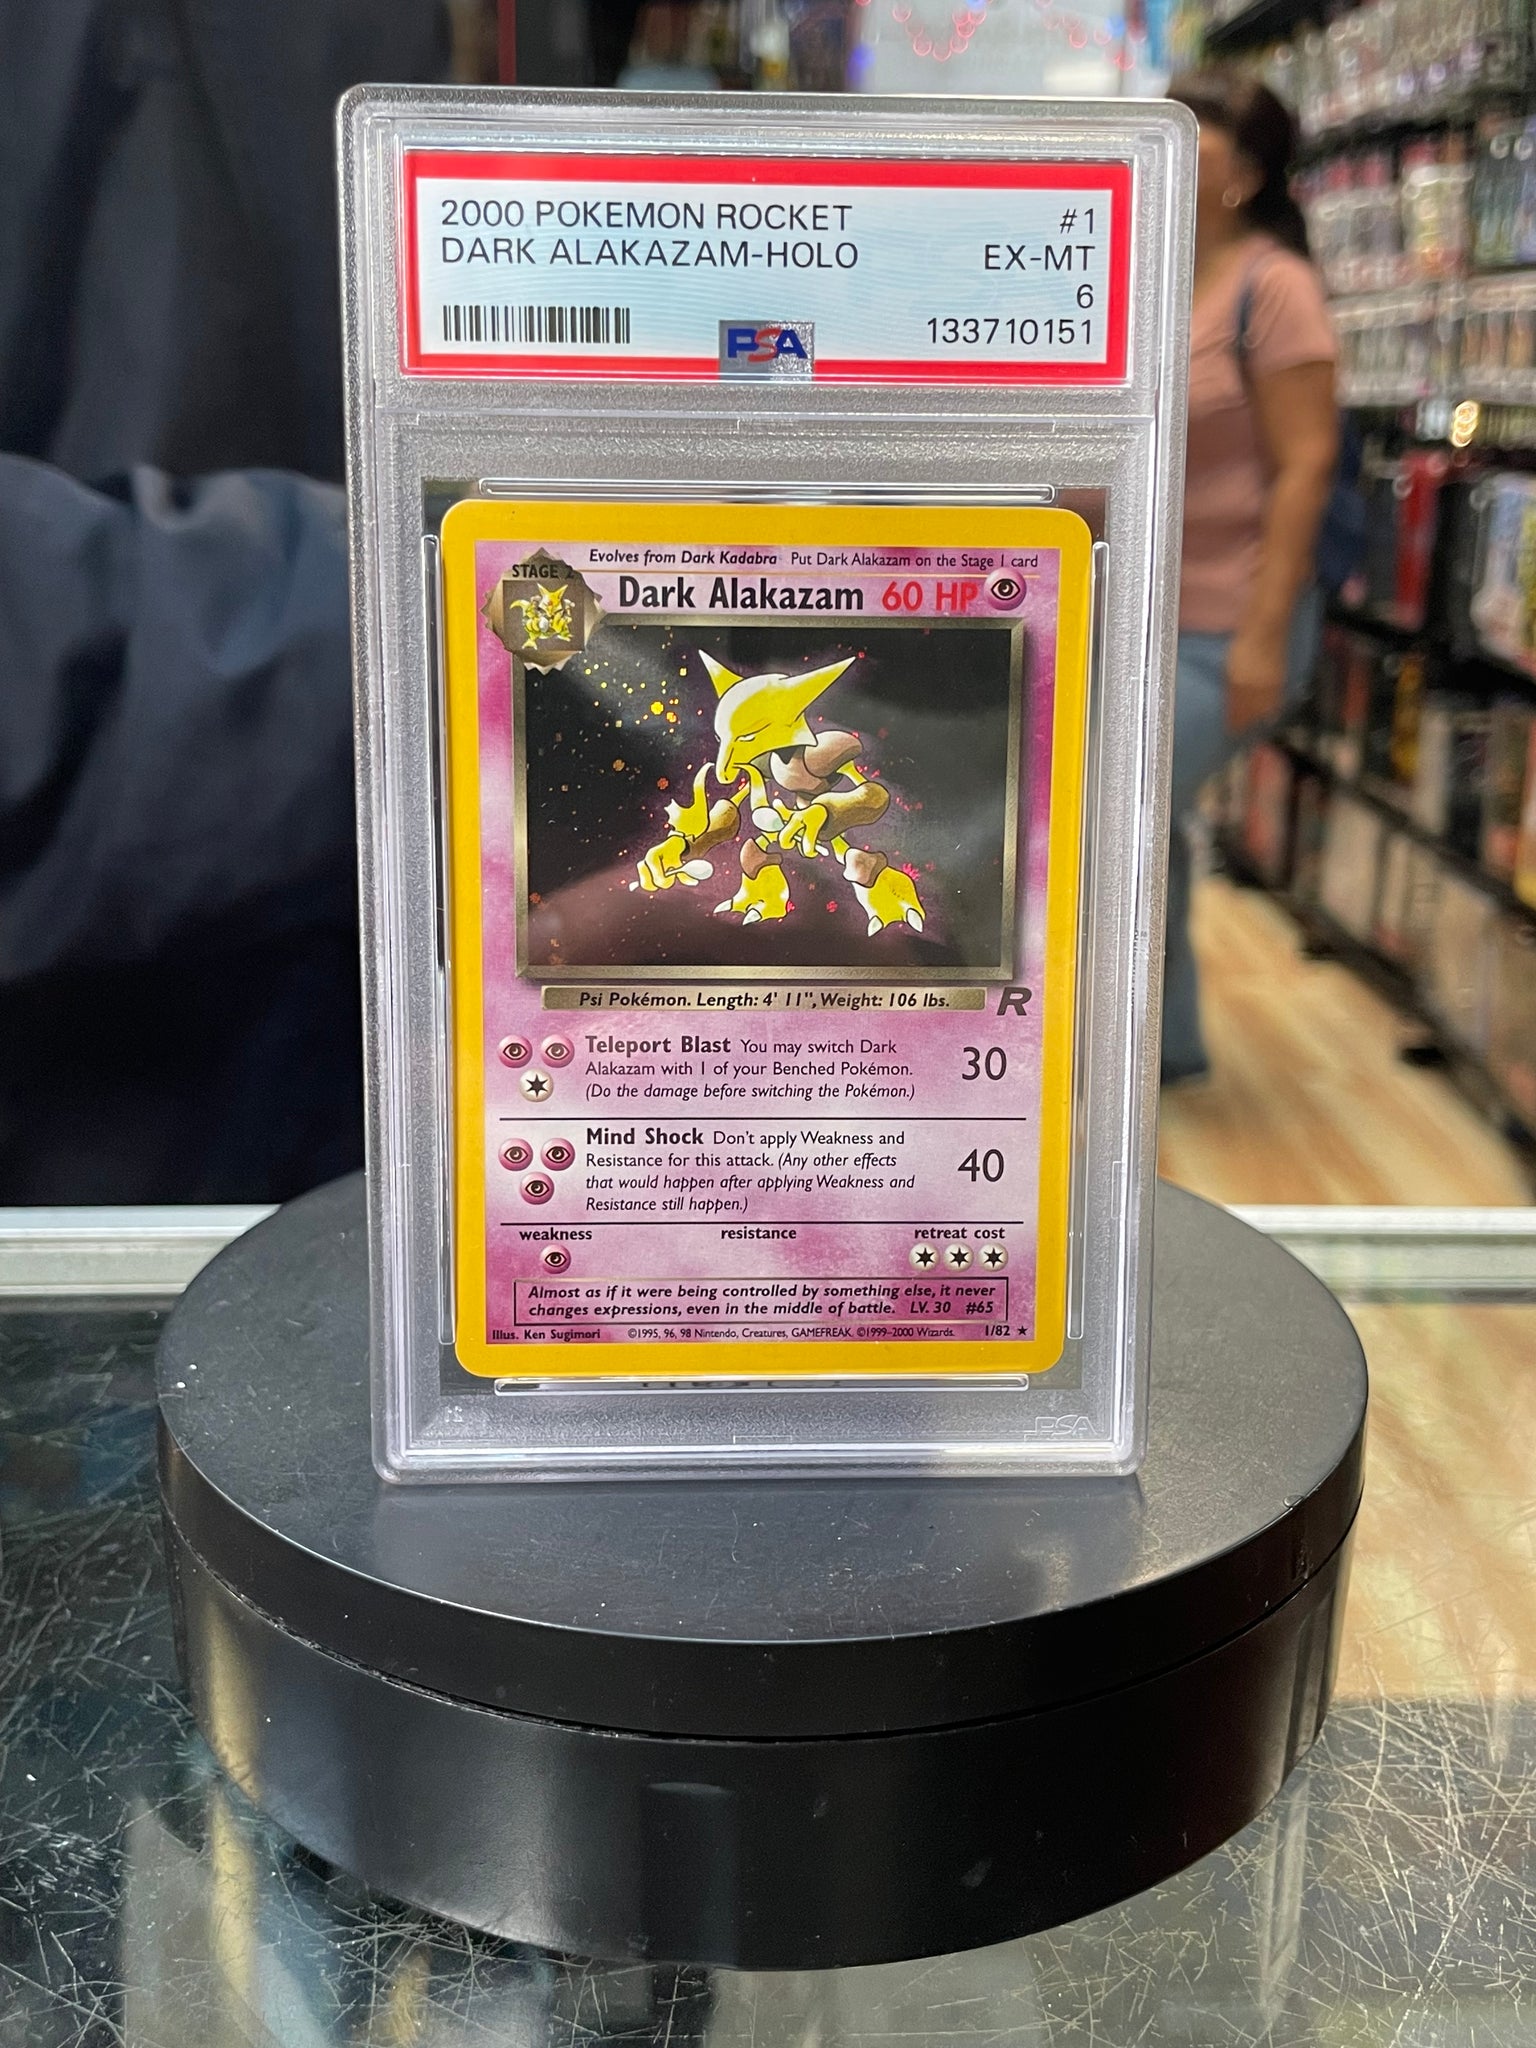 2000 POKEMON ROCKET #1
DARK ALAKAZAM-HOLO EX-MT
6
PSA 133710151
Evolves from Dark Kadabra Put Dark Alakazam on the Stage 1 card
STAGE 2
Dark Alakazam 60 HP
Psi Pokémon. Length: 4' 11", Weight: 106 lbs.
R
Teleport Blast You may switch Dark
Alakazam with 1 of your Benched Pokémon. 30
(Do the damage before switching the Pokémon.)
Mind Shock Don't apply Weakness and
Resistance for this attack. (Any other effects 40
that would happen after applying Weakness and
Resistance still happen.)
weakness resistance retreat cost
Almost as if it were being controlled by something else, it never
changes expressions, even in the middle of battle. LV. 30 #65
Illus. Ken Sugimori ©1995, 96, 98 Nintendo, Creatures, GAMEFREAK. ©1999-2000 Wizards. 1/82 ★
PSA